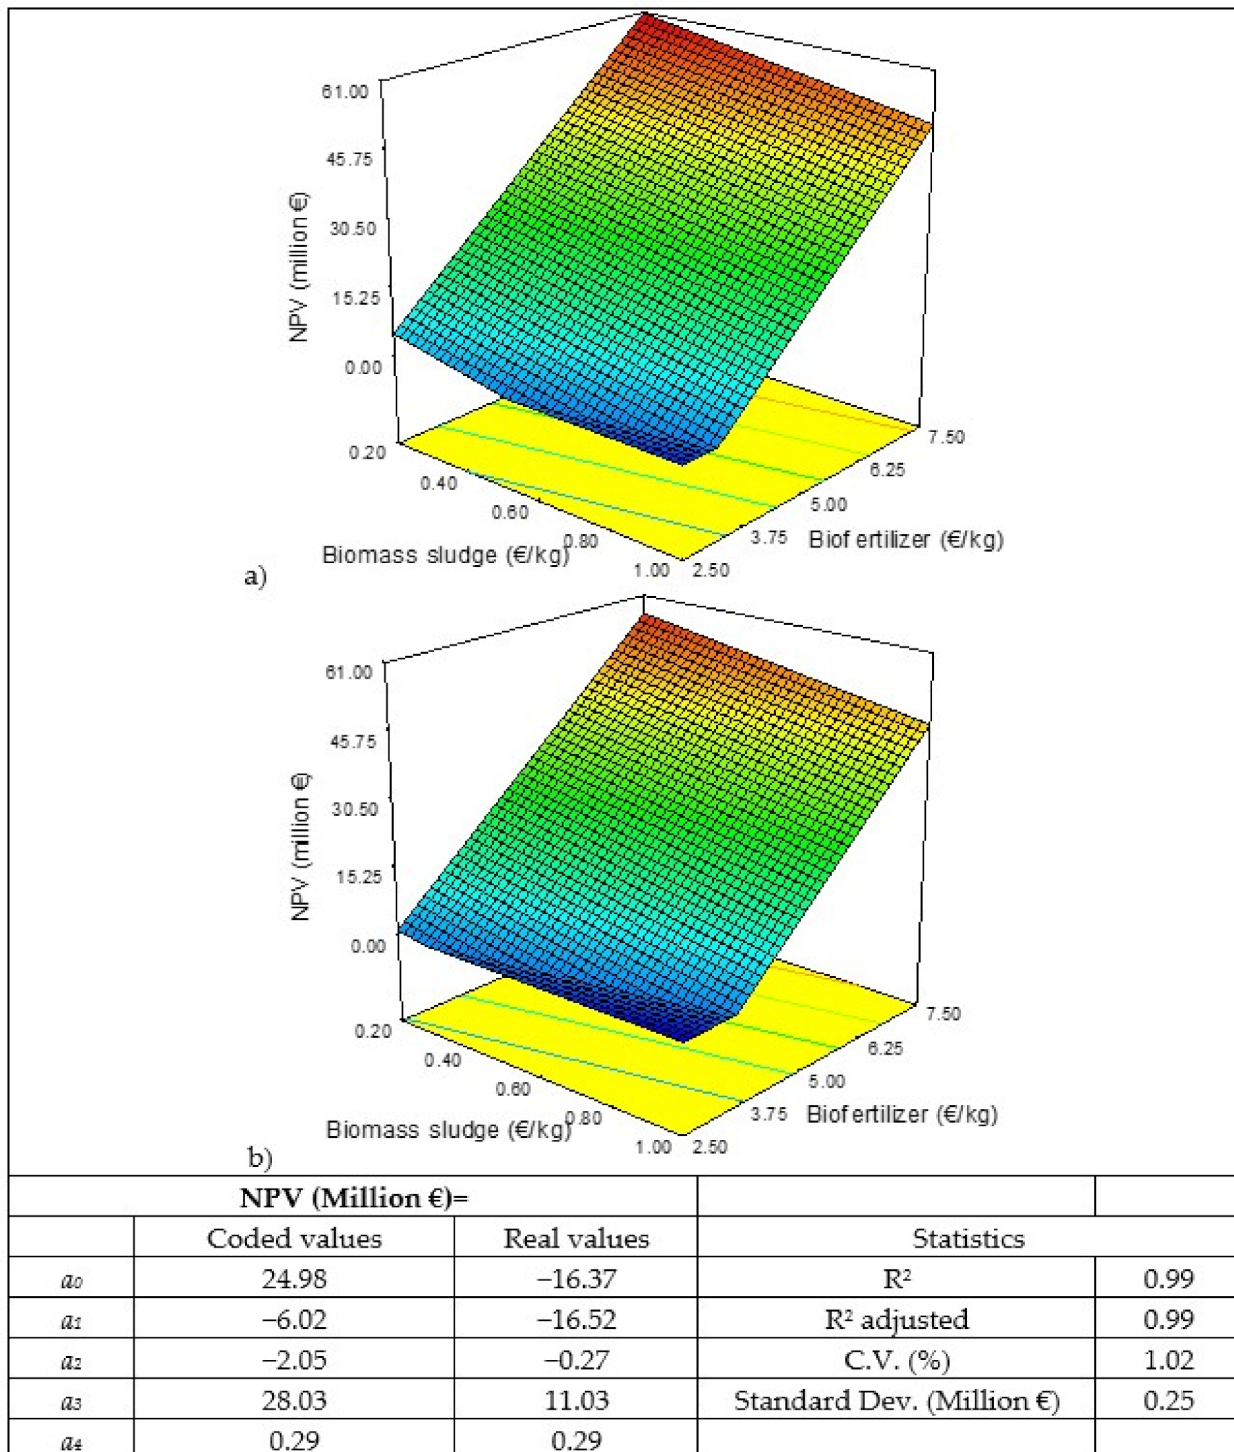 61.00
45.75
30.50
15.25
0.00
NPV (million €)
0.20
0.40
0.60
0.80
1.00
Biomass sludge (€/kg)
2.50
3.75
5.00
6.25
7.50
Biofertilizer (€/kg)
a)
61.00
45.75
30.50
15.25
0.00
NPV (million €)
0.20
0.40
0.60
0.80
1.00
Biomass sludge (€/kg)
2.50
3.75
5.00
6.25
7.50
Biofertilizer (€/kg)
b)
NPV (Million €)=
Coded values Real values Statistics
a₀ 24.98 −16.37 R² 0.99
a₁ −6.02 −16.52 R² adjusted 0.99
a₂ −2.05 −0.27 C.V. (%) 1.02
a₃ 28.03 11.03 Standard Dev. (Million €) 0.25
a₄ 0.29 0.29